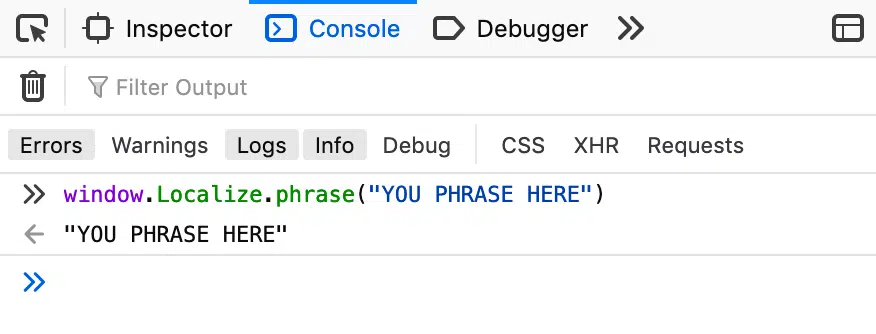 Inspector Console Debugger
Filter Output
Errors Warnings Logs Info Debug CSS XHR Requests
window.Localize.phrase("YOU PHRASE HERE")
"YOU PHRASE HERE"